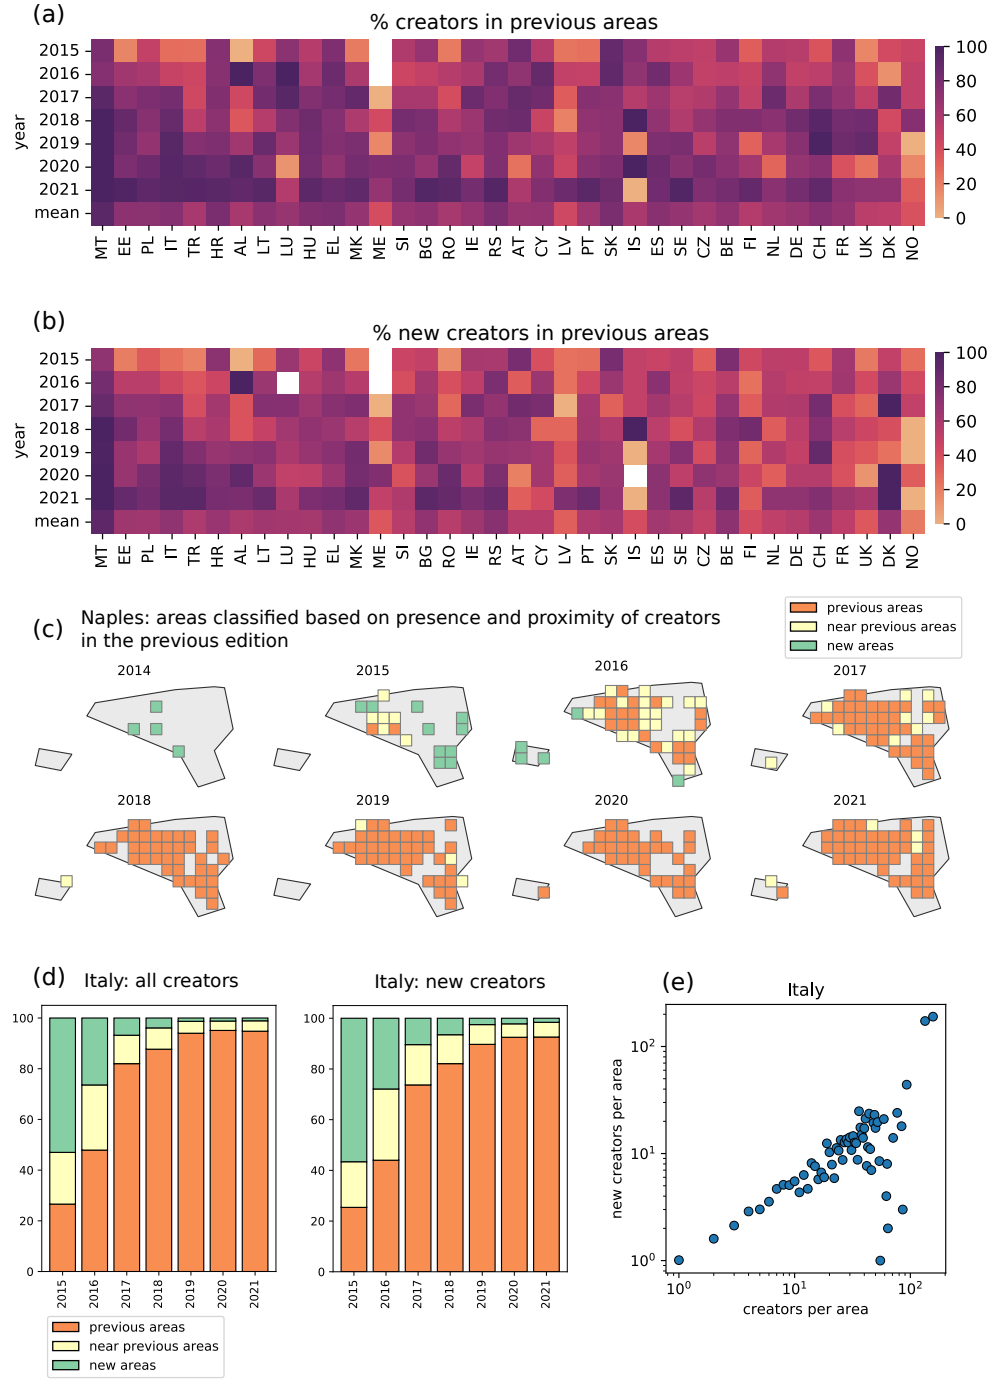 (a)
% creators in previous areas
year
2015
2016
2017
2018
2019
2020
2021
mean
MT EE PL IT TR HR AL LT LU HU EL MK ME SI BG RO IE RS AT CY LV PT SK IS ES SE CZ BE FI NL DE CH FR UK DK NO
100
80
60
40
20
0
(b)
% new creators in previous areas
year
2015
2016
2017
2018
2019
2020
2021
mean
MT EE PL IT TR HR AL LT LU HU EL MK ME SI BG RO IE RS AT CY LV PT SK IS ES SE CZ BE FI NL DE CH FR UK DK NO
100
80
60
40
20
0
(c)
Naples: areas classified based on presence and proximity of creators
in the previous edition
previous areas
near previous areas
new areas
2014 2015 2016 2017
2018 2019 2020 2021
(d)
Italy: all creators
100
80
60
40
20
0
2015 2016 2017 2018 2019 2020 2021
previous areas
near previous areas
new areas
Italy: new creators
100
80
60
40
20
0
2015 2016 2017 2018 2019 2020 2021
(e)
Italy
new creators per area
10²
10¹
10⁰
10⁰ 10¹ 10²
creators per area